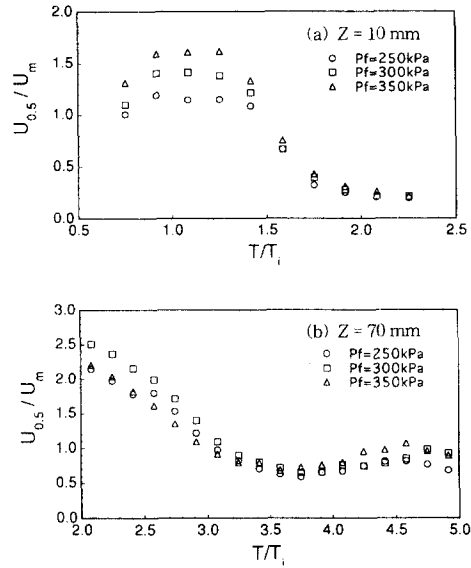 2.0
(a) Z = 10 mm
○ Pf=250kPa
□ Pf=300kPa
△ Pf=350kPa
1.5
1.0
0.5
0.0
U0.5 / Um
0.5 1.0 1.5 2.0 2.5
T/Ti
3.0
(b) Z = 70 mm
○ Pf=250kPa
□ Pf=300kPa
△ Pf=350kPa
2.5
2.0
1.5
1.0
0.5
0.0
U0.5 / Um
2.0 2.5 3.0 3.5 4.0 4.5 5.0
T/Ti